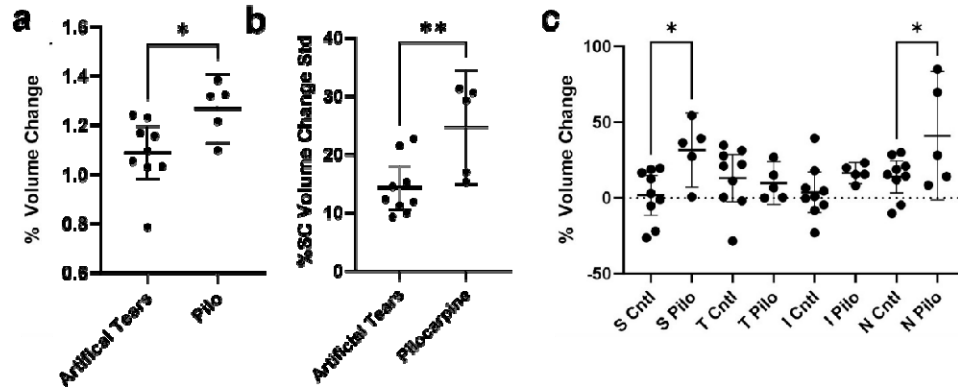 a
% Volume Change
1.6
1.4
1.2
1.0
0.8
0.6
*
Artifical Tears
Pilo
b
%SC Volume Change Std
40
30
20
10
0
**
Artificial Tears
Pilocarpine
c
% Volume Change
100
50
0
-50
*
*
S Cntl
S Pilo
T Cntl
T Pilo
I Cntl
I Pilo
N Cntl
N Pilo